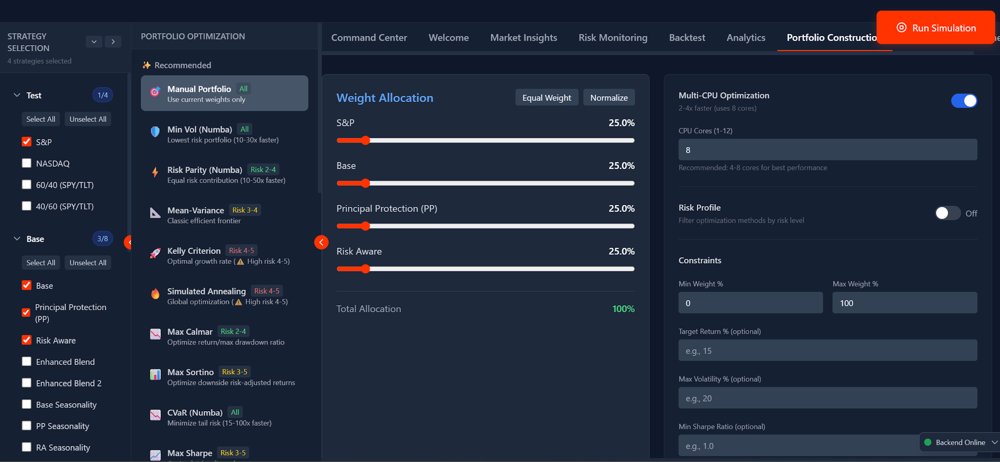 STRATEGY
SELECTION
4 strategies selected
Test
1/4
Select All
Unselect All
S&P
NASDAQ
60/40 (SPY/TLT)
40/60 (SPY/TLT)
Base
3/8
Select All
Unselect All
Base
Principal Protection
(PP)
Risk Aware
Enhanced Blend
Enhanced Blend 2
Base Seasonality
PP Seasonality
RA Seasonality
PORTFOLIO OPTIMIZATION
Recommended
Manual Portfolio All
Use current weights only
Min Vol (Numba) All
Lowest risk portfolio (10-30x faster)
Risk Parity (Numba) Risk 2-4
Equal risk contribution (10-50x faster)
Mean-Variance Risk 3-4
Classic efficient frontier
Kelly Criterion Risk 4-5
Optimal growth rate (⚠ High risk 4-5)
Simulated Annealing Risk 4-5
Global optimization (⚠ High risk 4-5)
Max Calmar Risk 2-4
Optimize return/max drawdown ratio
Max Sortino Risk 3-5
Optimize downside risk-adjusted returns
CVaR (Numba) All
Minimize tail risk (15-100x faster)
Max Sharpe Risk 3-5
Command Center Welcome Market Insights Risk Monitoring Backtest Analytics Portfolio Constructio
Run Simulation
Weight Allocation
Equal Weight
Normalize
S&P 25.0%
Base 25.0%
Principal Protection (PP) 25.0%
Risk Aware 25.0%
Total Allocation 100%
Multi-CPU Optimization
2-4x faster (uses 8 cores)
CPU Cores (1-12)
8
Recommended: 4-8 cores for best performance
Risk Profile
Filter optimization methods by risk level
Off
Constraints
Min Weight % Max Weight %
0 100
Target Return % (optional)
e.g., 15
Max Volatility % (optional)
e.g., 20
Min Sharpe Ratio (optional)
e.g., 1.0
Backend Online